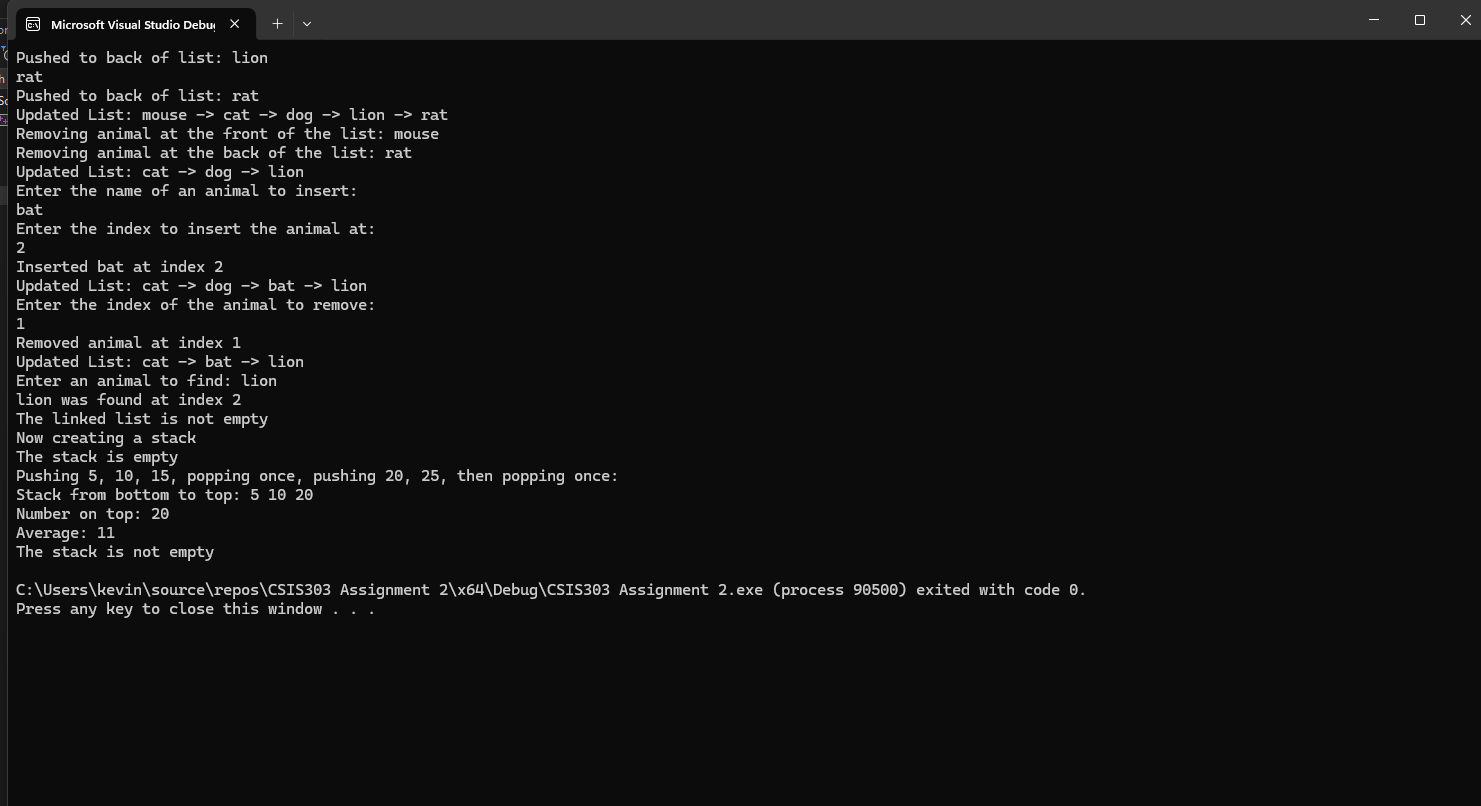 Microsoft Visual Studio Debu
Pushed to back of list: lion
rat
Pushed to back of list: rat
Updated List: mouse -> cat -> dog -> lion -> rat
Removing animal at the front of the list: mouse
Removing animal at the back of the list: rat
Updated List: cat -> dog -> lion
Enter the name of an animal to insert:
bat
Enter the index to insert the animal at:
2
Inserted bat at index 2
Updated List: cat -> dog -> bat -> lion
Enter the index of the animal to remove:
1
Removed animal at index 1
Updated List: cat -> bat -> lion
Enter an animal to find: lion
lion was found at index 2
The linked list is not empty
Now creating a stack
The stack is empty
Pushing 5, 10, 15, popping once, pushing 20, 25, then popping once:
Stack from bottom to top: 5 10 20
Number on top: 20
Average: 11
The stack is not empty
C:\Users\kevin\source\repos\CSIS303 Assignment 2\x64\Debug\CSIS303 Assignment 2.exe (process 90500) exited with code 0.
Press any key to close this window . . .